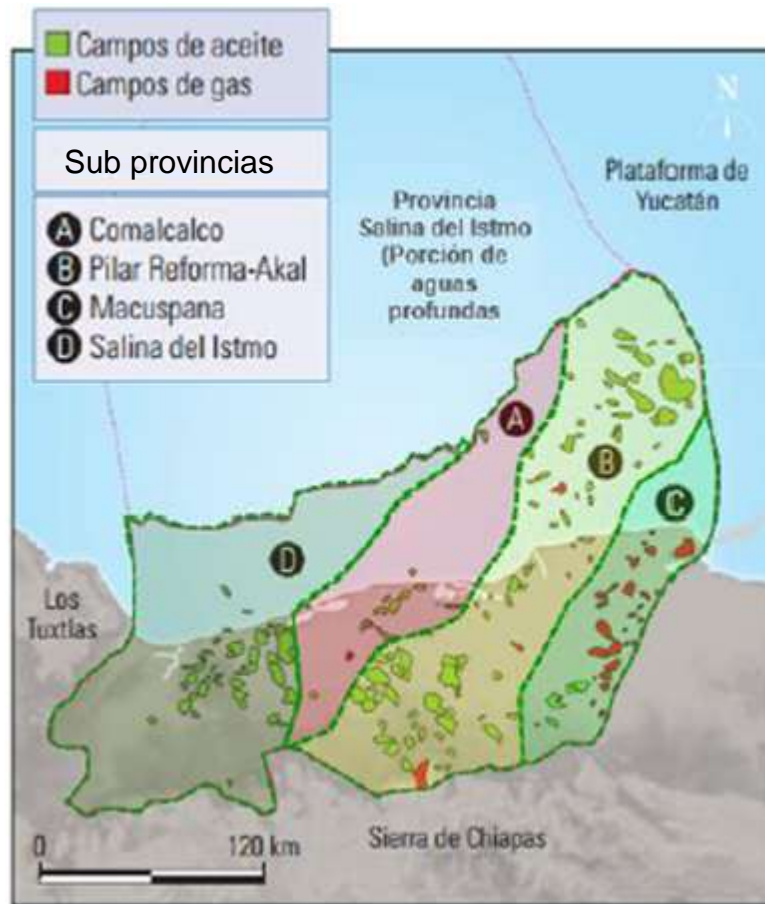 Campos de aceite
Campos de gas
Sub provincias
A Comalcalco
B Pilar Reforma-Akal
C Macuspana
D Salina del Istmo
N
Plataforma de
Yucatán
Provincia
Salina del Istmo
(Porción de
aguas
profundas
A
B
C
D
Los
Tuxtlas
0 120 km
Sierra de Chiapas